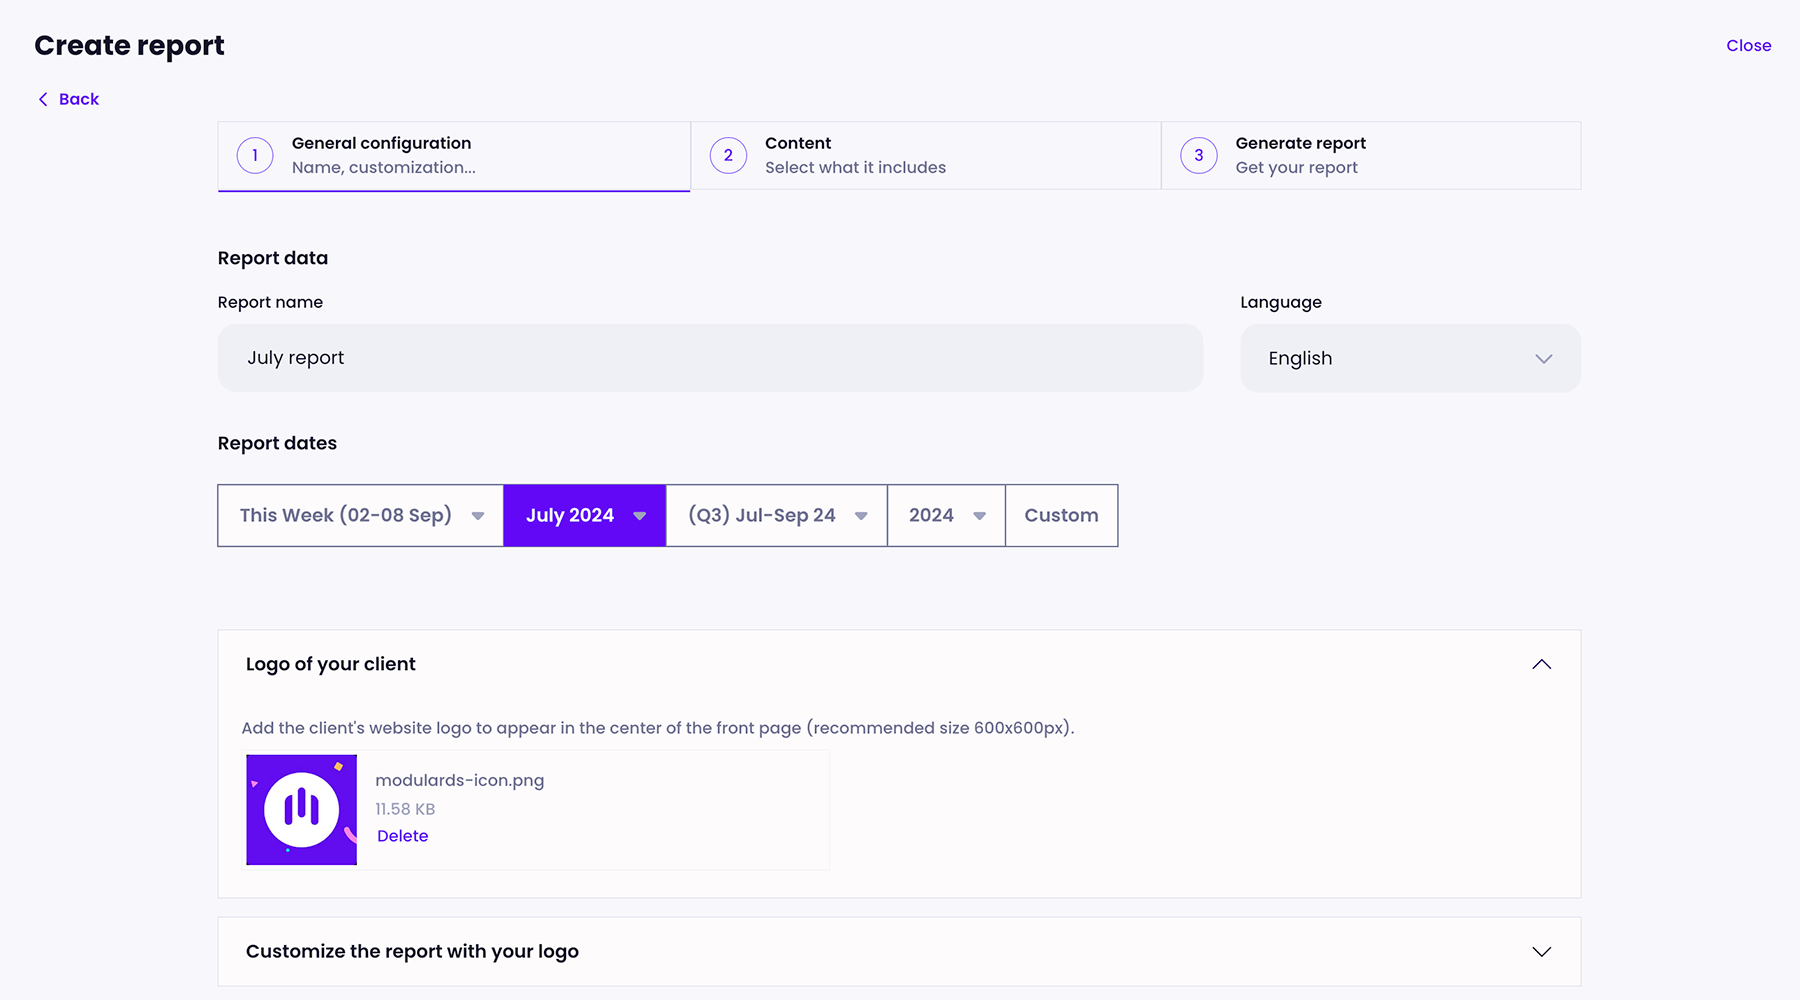 Create report
Close
Back
1
General configuration
Name, customization...
2
Content
Select what it includes
3
Generate report
Get your report
Report data
Report name
Language
July report
English
Report dates
This Week (02-08 Sep)
July 2024
(Q3) Jul-Sep 24
2024
Custom
Logo of your client
Add the client's website logo to appear in the center of the front page (recommended size 600x600px).
modulards-icon.png
11.58 KB
Delete
Customize the report with your logo